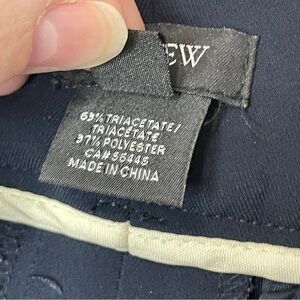 EW
63% TRIACETATE/
TRIACÉTATE
37% POLYESTER
CA# 56445
MADE IN CHINA